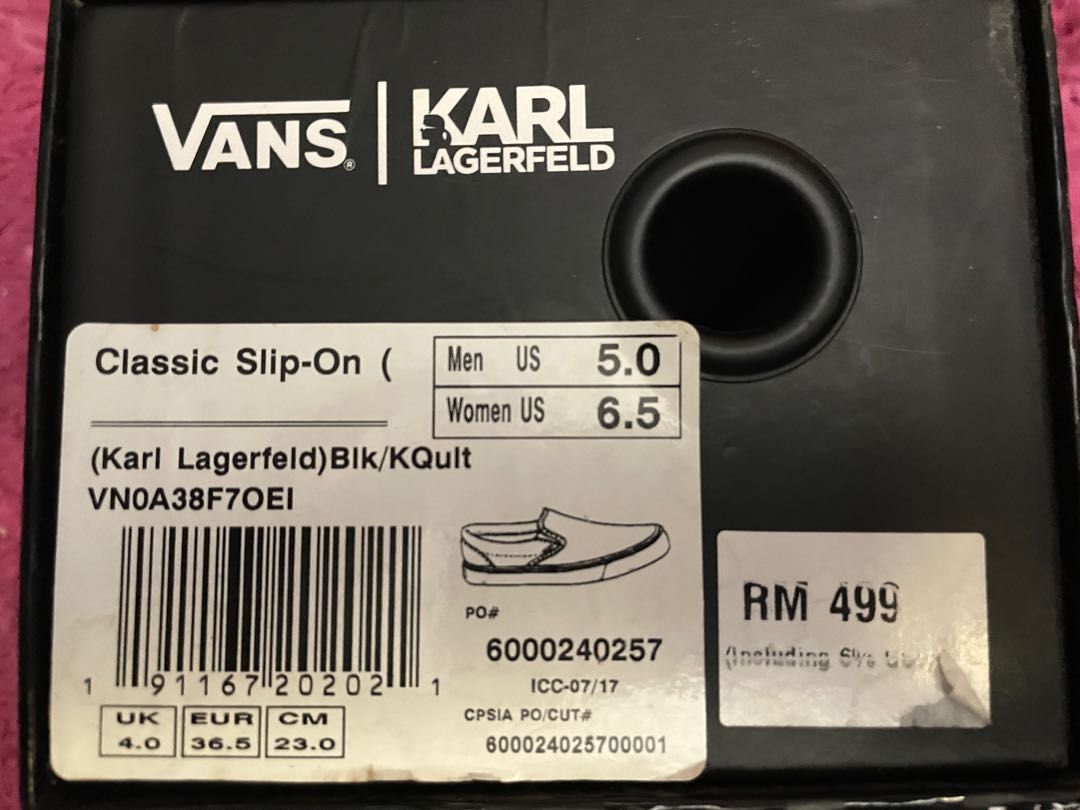 VANS® | KARL LAGERFELD
Classic Slip-On (
Men US 5.0
Women US 6.5
(Karl Lagerfeld)Blk/KQult
VN0A38F7OEI
1 91167 20202 1
UK EUR CM
4.0 36.5 23.0
PO#
6000240257
ICC-07/17
CPSIA PO/CUT#
600024025700001
RM 499
(Including 6%